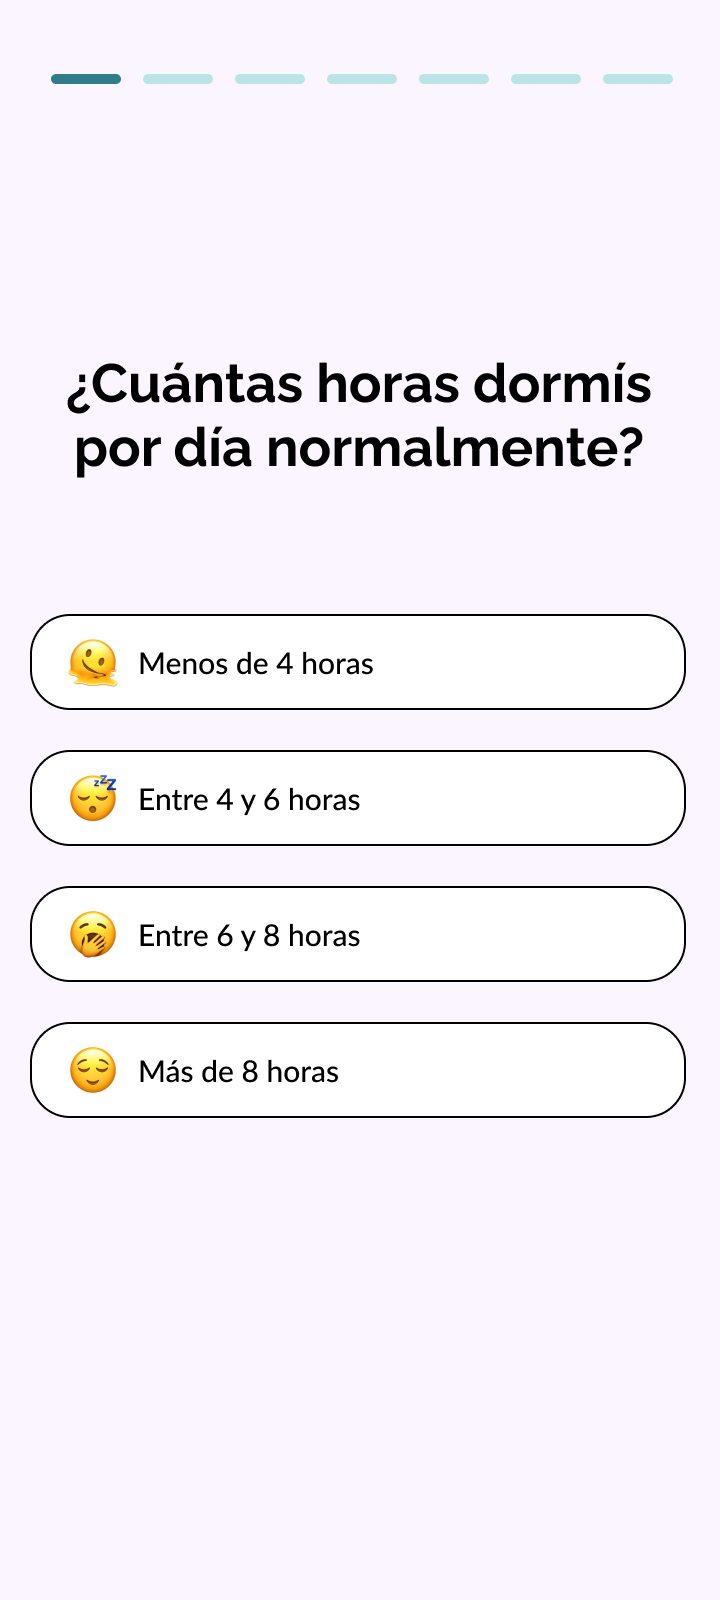 ¿Cuántas horas dormís
por día normalmente?
Menos de 4 horas
Entre 4 y 6 horas
Entre 6 y 8 horas
Más de 8 horas